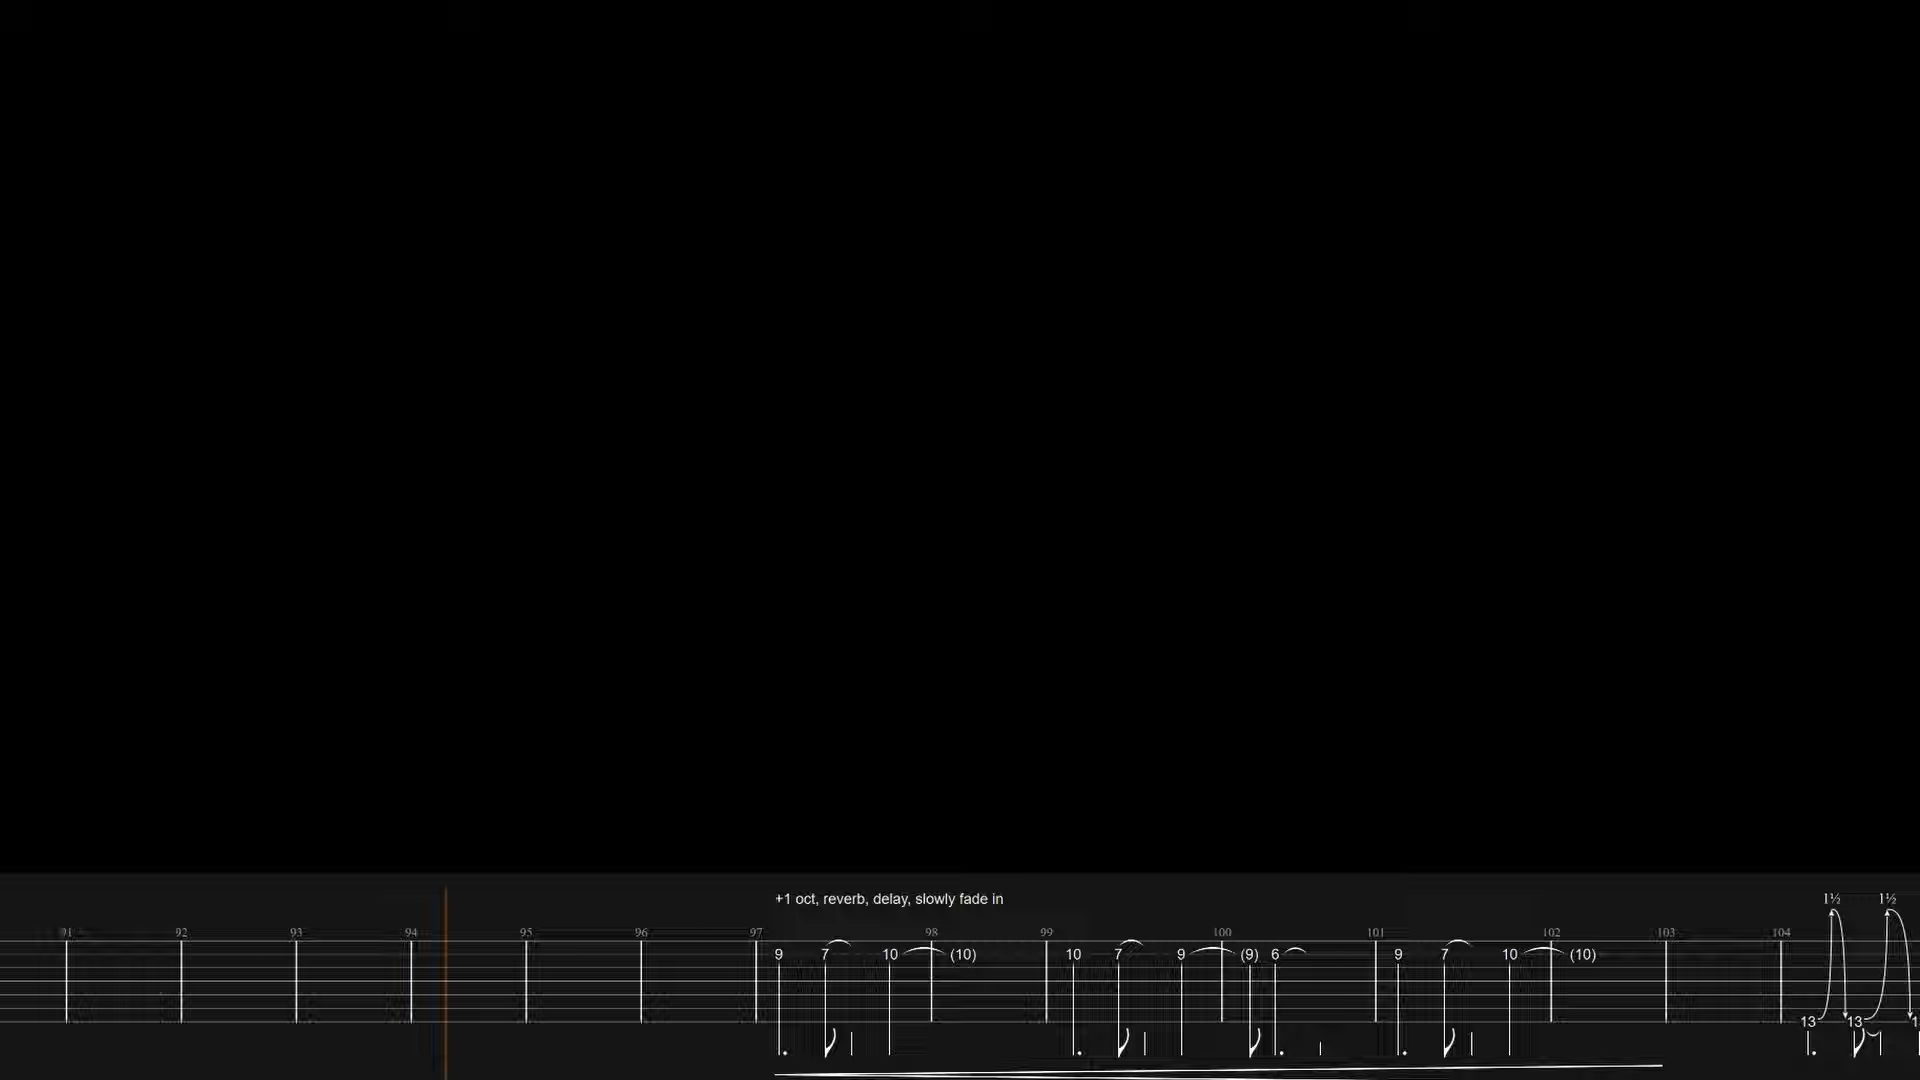 +1 oct, reverb, delay, slowly fade in
1½ 1½
91 92 93 94 95 96 97 98 99 100 101 102 103 104
9 7 10 (10) 10 7 9 (9) 6 9 7 10 (10)
13 13